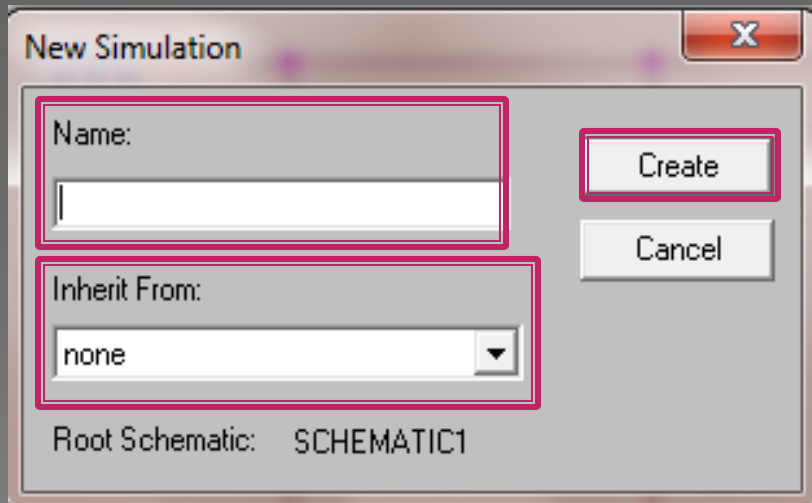 New Simulation
Name:
Create
Cancel
Inherit From:
none
Root Schematic: SCHEMATIC1